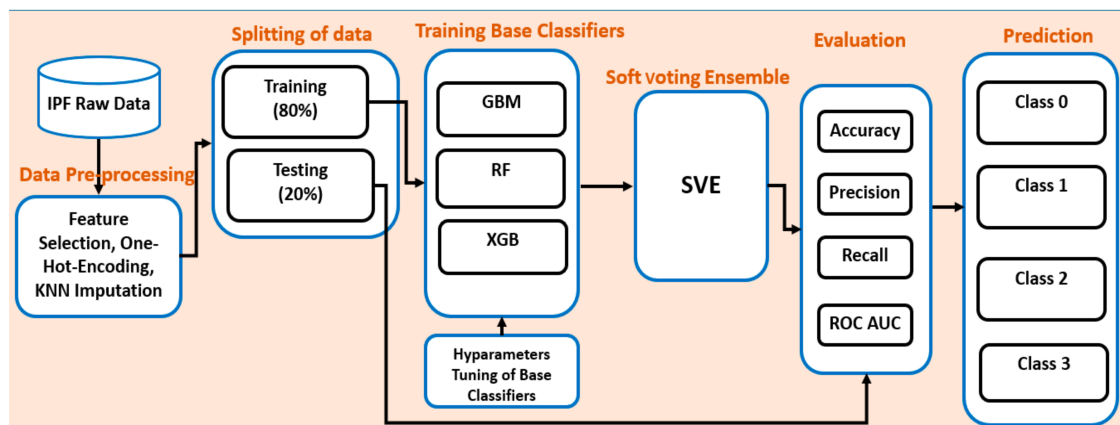 IPF Raw Data
Data Pre-processing
Feature
Selection, One-
Hot-Encoding,
KNN Imputation
Splitting of data
Training
(80%)
Testing
(20%)
Training Base Classifiers
GBM
RF
XGB
Hyparameters
Tuning of Base
Classifiers
Soft voting Ensemble
SVE
Evaluation
Accuracy
Precision
Recall
ROC AUC
Prediction
Class 0
Class 1
Class 2
Class 3